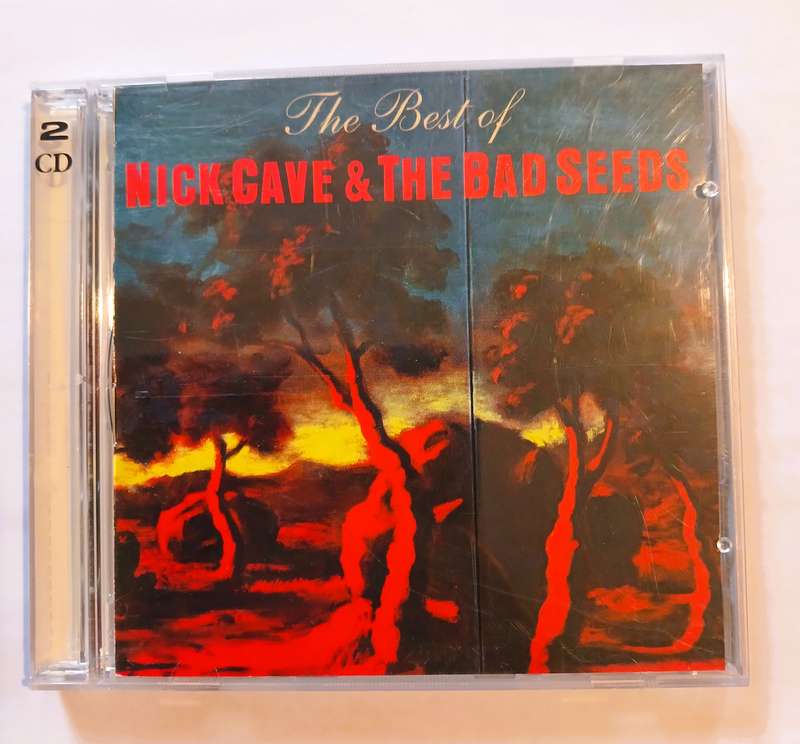 2
CD
The Best of
NICK CAVE & THE BAD SEEDS